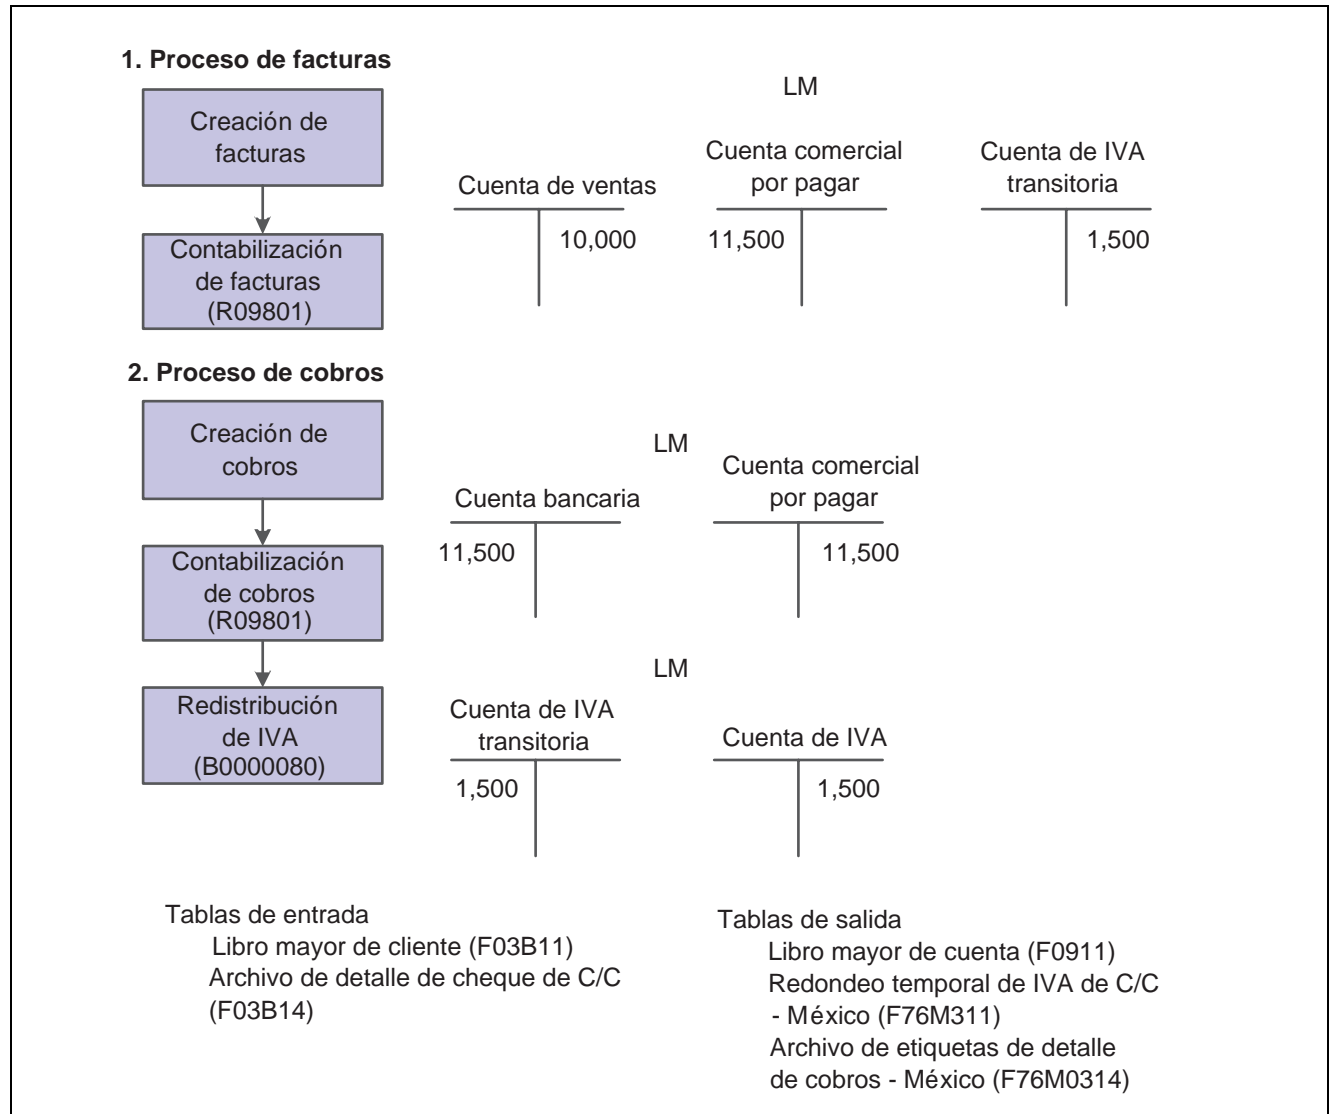 1. Proceso de facturas
Creación de
facturas
Contabilización
de facturas
(R09801)
LM
Cuenta de ventas
10,000
Cuenta comercial
por pagar
11,500
Cuenta de IVA
transitoria
1,500
2. Proceso de cobros
Creación de
cobros
Contabilización
de cobros
(R09801)
Redistribución
de IVA
(B0000080)
LM
Cuenta bancaria
11,500
Cuenta comercial
por pagar
11,500
LM
Cuenta de IVA
transitoria
1,500
Cuenta de IVA
1,500
Tablas de entrada
Libro mayor de cliente (F03B11)
Archivo de detalle de cheque de C/C
(F03B14)
Tablas de salida
Libro mayor de cuenta (F0911)
Redondeo temporal de IVA de C/C
- México (F76M311)
Archivo de etiquetas de detalle
de cobros - México (F76M0314)